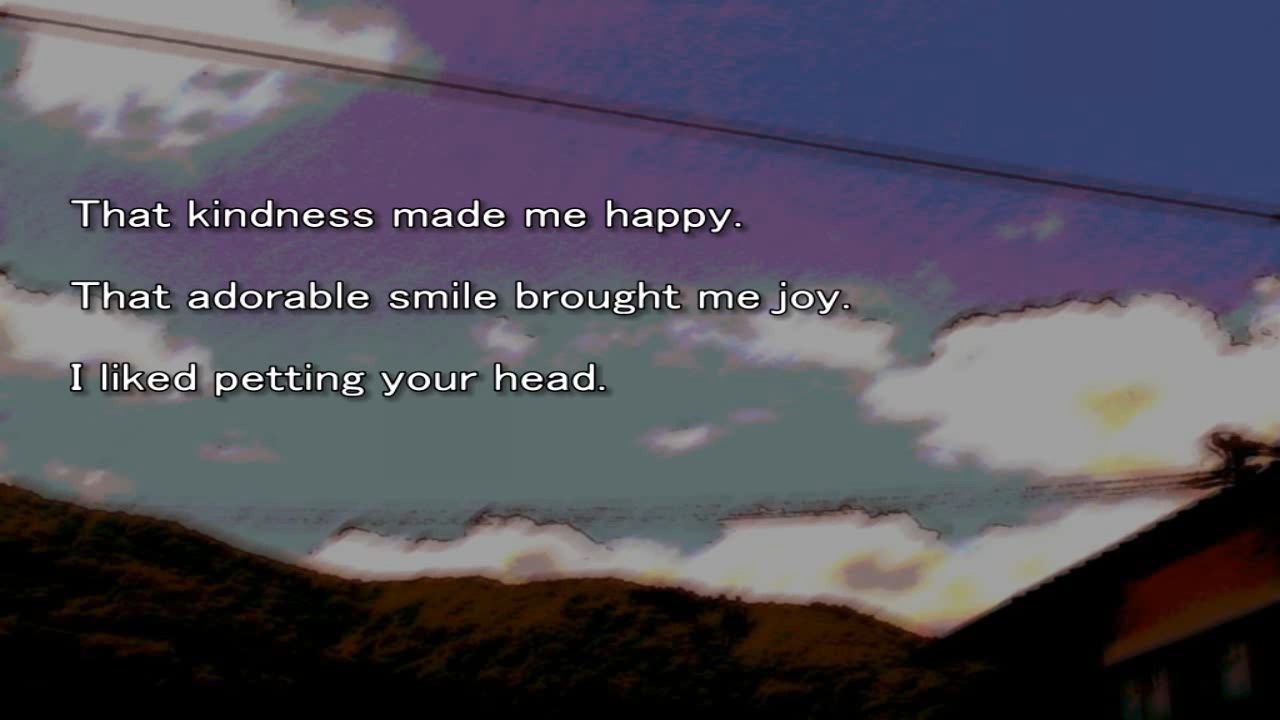 That kindness made me happy.
That adorable smile brought me joy.
I liked petting your head.